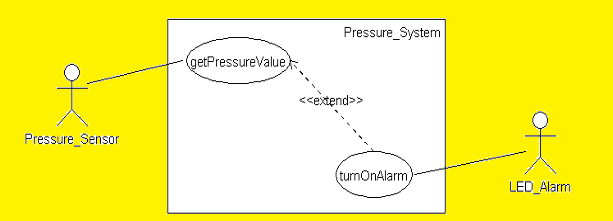 Pressure_System
getPressureValue
<<extend>>
Pressure_Sensor
turnOnAlarm
LED_Alarm